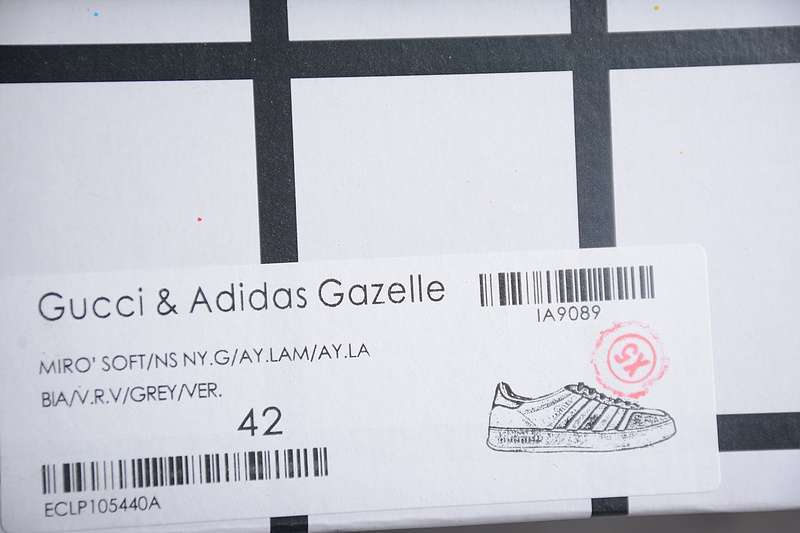 Gucci & Adidas Gazelle
IA9089
MIRO' SOFT/NS NY.G/AY.LAM/AY.LA
BIA/V.R.V/GREY/VER.
42
ECLP105440A